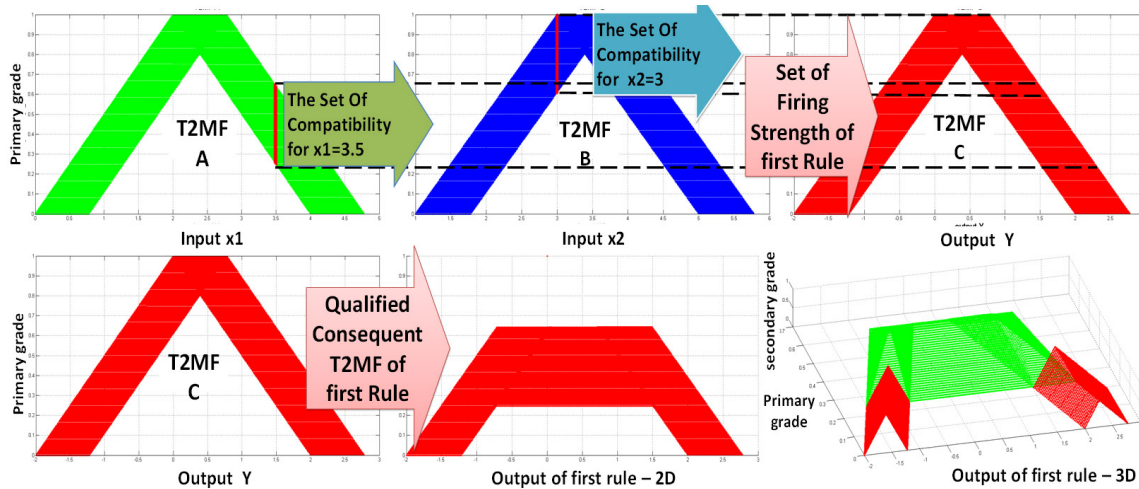 Primary grade
T2MF
A
Input x1
The Set Of
Compatibility
for x1=3.5
T2MF
B
Input x2
The Set Of
Compatibility
for x2=3
Set of
Firing
Strength of
first Rule
T2MF
C
Output Y
Primary grade
T2MF
C
Output Y
Qualified
Consequent
T2MF of
first Rule
Output of first rule – 2D
secondary grade
Primary
grade
Output of first rule – 3D